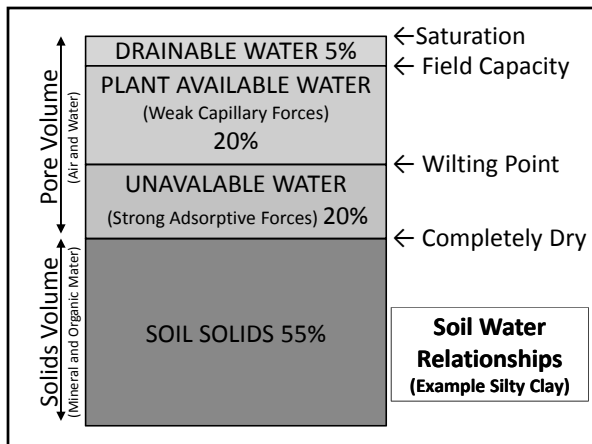 DRAINABLE WATER 5%
PLANT AVAILABLE WATER
(Weak Capillary Forces)
20%
UNAVALABLE WATER
(Strong Adsorptive Forces) 20%
SOIL SOLIDS 55%
Pore Volume
(Air and Water)
Solids Volume
(Mineral and Organic Mater)
←Saturation
← Field Capacity
← Wilting Point
← Completely Dry
Soil Water
Relationships
(Example Silty Clay)